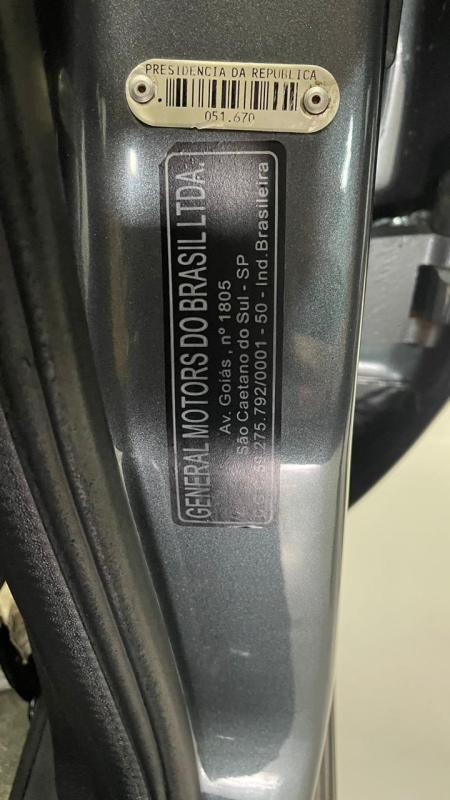 PRESIDENCIA DA REPUBLICA
051.670
GENERAL MOTORS DO BRASIL LTDA.
Av. Goiás , nº 1805
São Caetano do Sul - SP
59.275.792/0001 - 50 - Ind. Brasileira